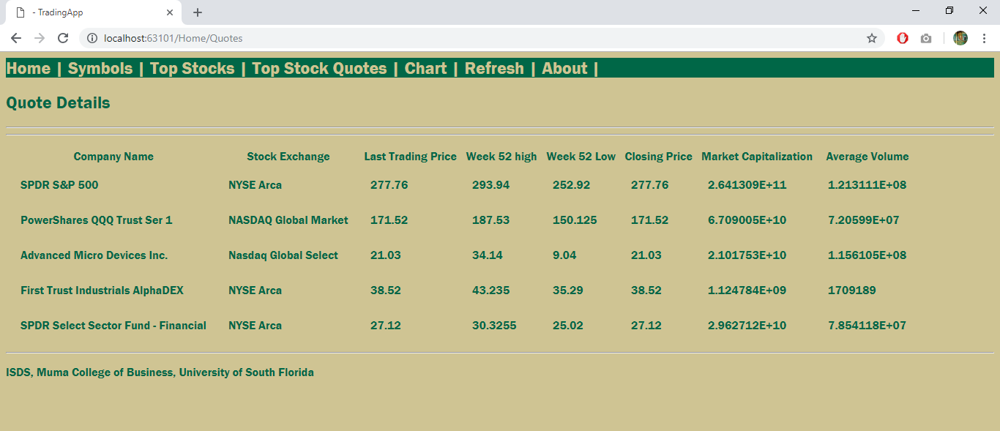 - TradingApp
localhost:63101/Home/Quotes
Home | Symbols | Top Stocks | Top Stock Quotes | Chart | Refresh | About |
Quote Details
Company Name Stock Exchange Last Trading Price Week 52 high Week 52 Low Closing Price Market Capitalization Average Volume
SPDR S&P 500 NYSE Arca 277.76 293.94 252.92 277.76 2.641309E+11 1.213111E+08
PowerShares QQQ Trust Ser 1 NASDAQ Global Market 171.52 187.53 150.125 171.52 6.709005E+10 7.20599E+07
Advanced Micro Devices Inc. Nasdaq Global Select 21.03 34.14 9.04 21.03 2.101753E+10 1.156105E+08
First Trust Industrials AlphaDEX NYSE Arca 38.52 43.235 35.29 38.52 1.124784E+09 1709189
SPDR Select Sector Fund - Financial NYSE Arca 27.12 30.3255 25.02 27.12 2.962712E+10 7.854118E+07
ISDS, Muma College of Business, University of South Florida